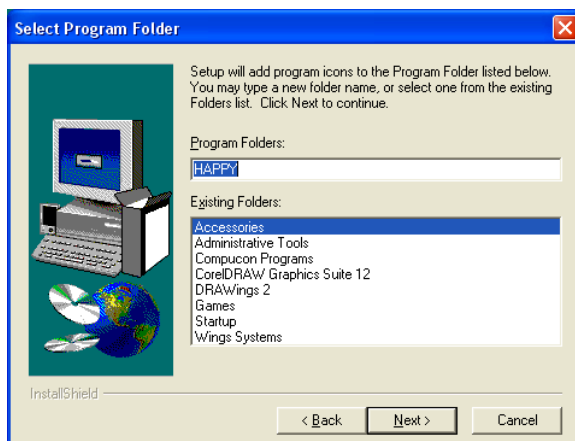 Select Program Folder
Setup will add program icons to the Program Folder listed below.
You may type a new folder name, or select one from the existing
Folders list. Click Next to continue.
Program Folders:
HAPPY
Existing Folders:
Accessories
Administrative Tools
Compucon Programs
CorelDRAW Graphics Suite 12
DRAWings 2
Games
Startup
Wings Systems
InstallShield
< Back
Next >
Cancel